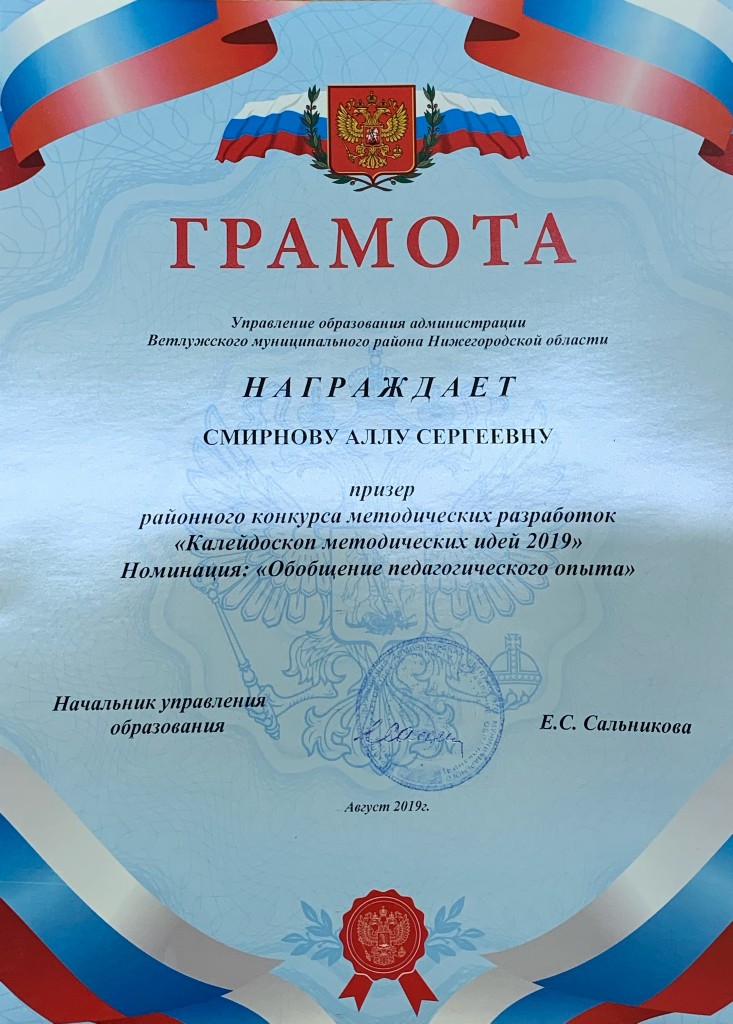 ГРАМОТА
Управление образования администрации
Ветлужского муниципального района Нижегородской области
НАГРАЖДАЕТ
СМИРНОВУ АЛЛУ СЕРГЕЕВНУ
призер
районного конкурса методических разработок
«Калейдоскоп методических идей 2019»
Номинация: «Обобщение педагогического опыта»
Начальник управления
образования
Е.С. Сальникова
Август 2019г.